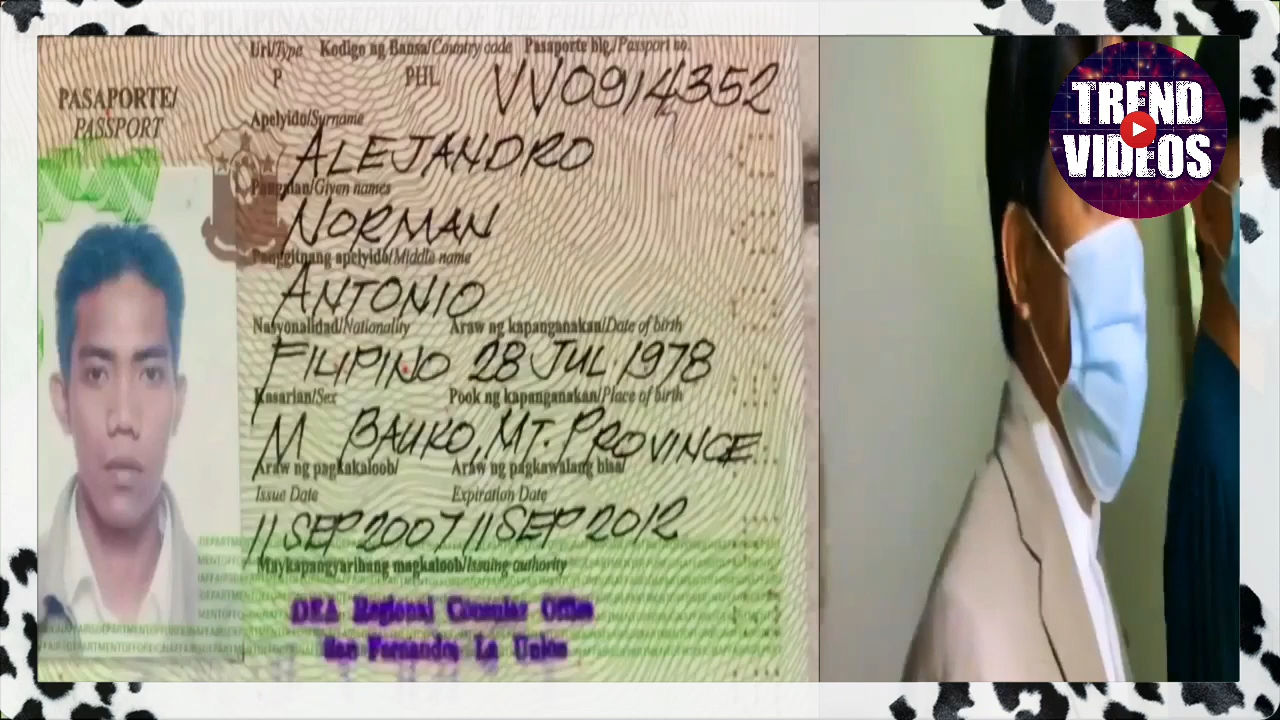 REPUBLIC OF THE PHILIPPINES
Uri/Type Kodigo ng Bansa/Country code Pasaporte blg./Passport no.
P PHL VV0914352
PASAPORTE/
PASSPORT
Apelyido/Surname
ALEJANDRO
Pangalan/Given names
NORMAN
Panggitnang apelyido/Middle name
ANTONIO
Nasyonalidad/Nationality Araw ng kapanganakan/Date of birth
FILIPINO 28 JUL 1978
Kasarian/Sex Pook ng kapanganakan/Place of birth
M BAUKO, MT. PROVINCE
Araw ng pagkakaloob/ Araw ng pagkawalang bisa/
Issue Date Expiration Date
11 SEP 2007 11 SEP 2012
Maykapangyarihang magkaloob/Issuing authority
DFA Regional Consular Office
San Fernando, La Union
TREND
VIDEOS